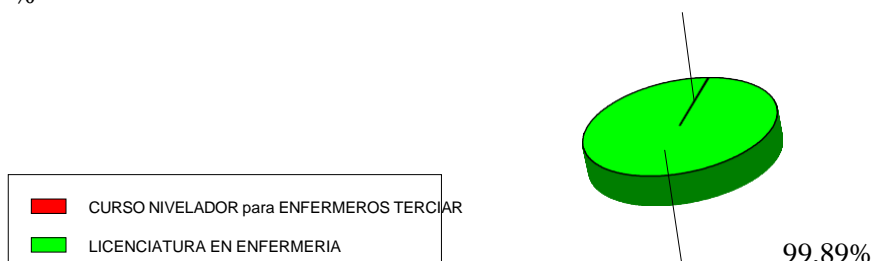 %
CURSO NIVELADOR para ENFERMEROS TERCIAR
LICENCIATURA EN ENFERMERIA
99,89%